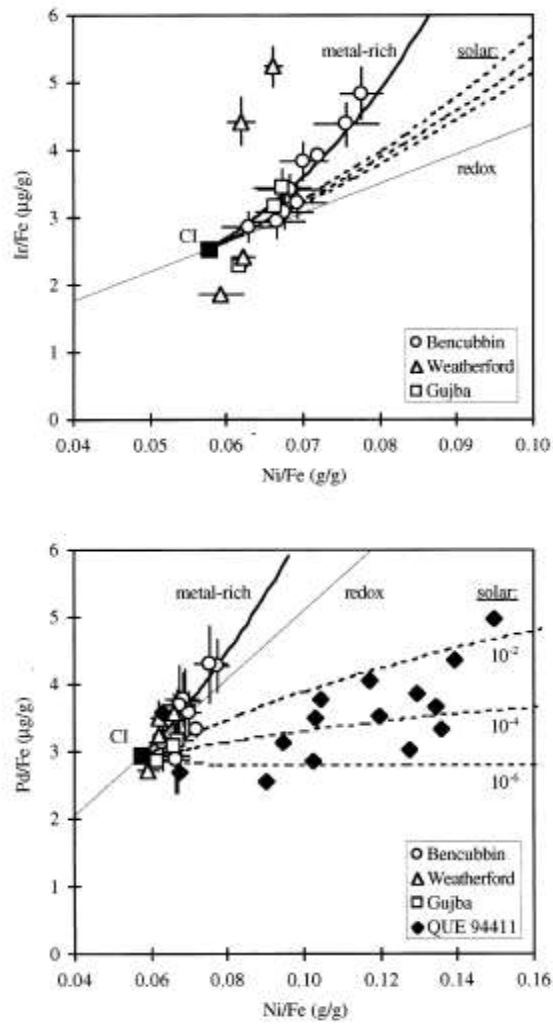 6
5
4
3
2
1
0
Ir/Fe (µg/g)
metal-rich
solar:
redox
CI
Bencubbin
Weatherford
Gujba
0.04 0.05 0.06 0.07 0.08 0.09 0.10
Ni/Fe (g/g)
6
5
4
3
2
1
0
Pd/Fe (µg/g)
metal-rich
redox
solar:
10-2
10-4
10-6
CI
Bencubbin
Weatherford
Gujba
QUE 94411
0.04 0.06 0.08 0.10 0.12 0.14 0.16
Ni/Fe (g/g)